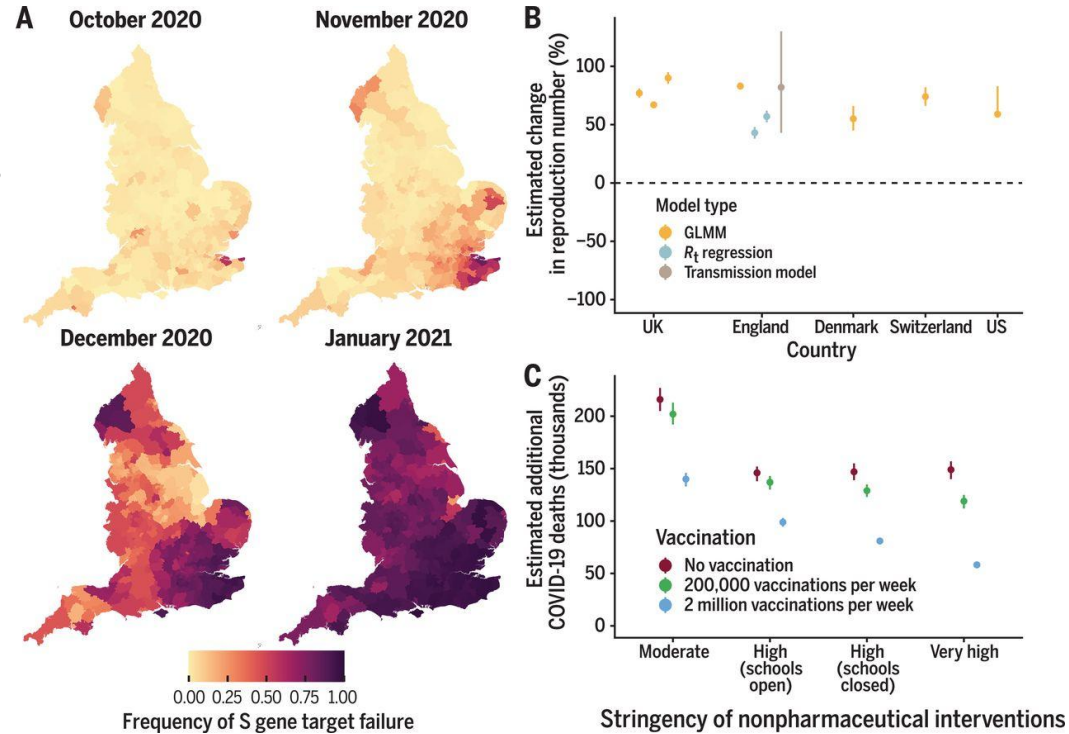 A
October 2020
November 2020
December 2020
January 2021
0.00 0.25 0.50 0.75 1.00
Frequency of S gene target failure
B
Estimated change
in reproduction number (%)
100
50
0
−50
−100
Model type
GLMM
Rt regression
Transmission model
UK
England
Denmark
Switzerland
US
Country
C
Estimated additional
COVID-19 deaths (thousands)
200
150
100
50
0
Vaccination
No vaccination
200,000 vaccinations per week
2 million vaccinations per week
Moderate
High
(schools
open)
High
(schools
closed)
Very high
Stringency of nonpharmaceutical interventions